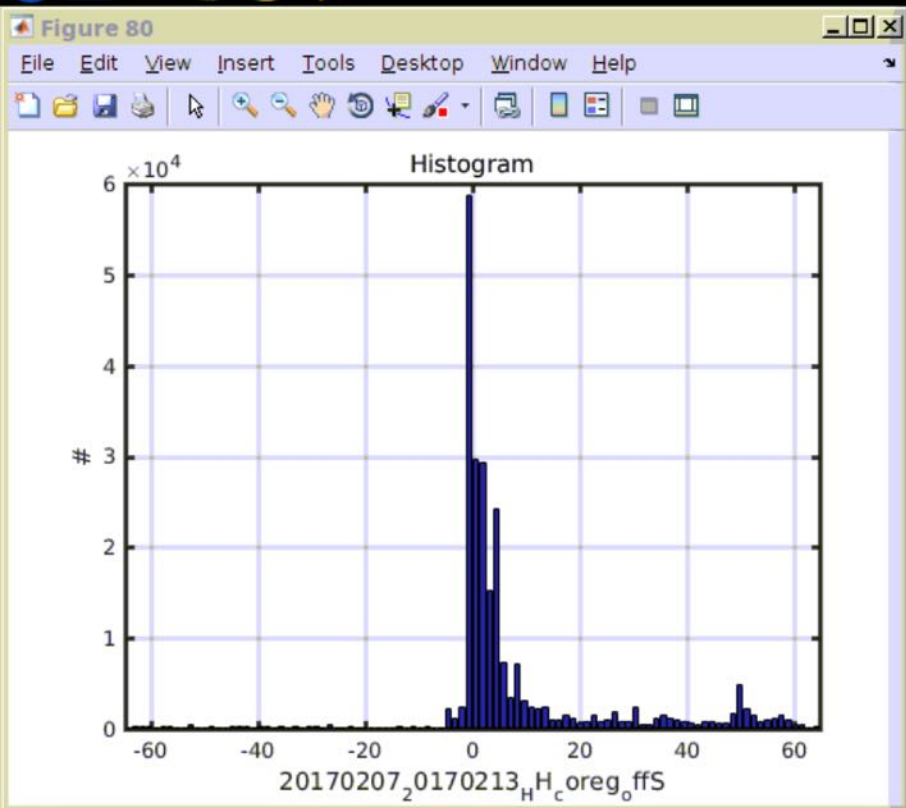 Figure 80
File Edit View Insert Tools Desktop Window Help
×10⁴
Histogram
6
5
4
3
2
1
0
#
-60 -40 -20 0 20 40 60
20170207₂0170213_HH_coreg_offS